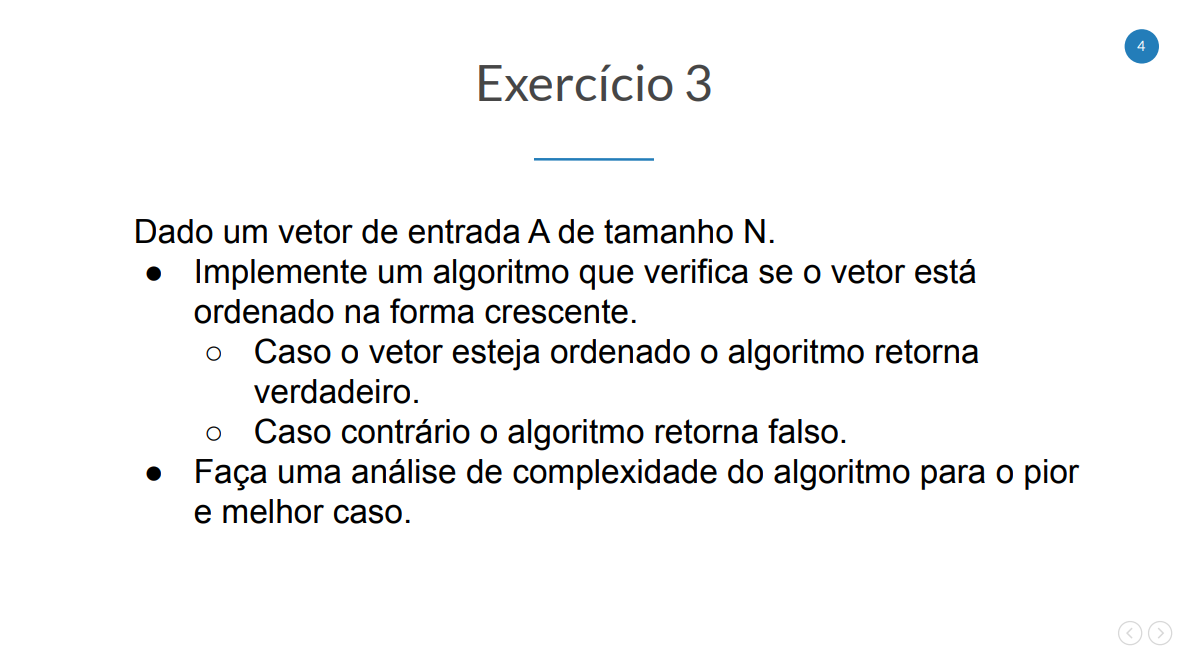 4
Exercício 3
Dado um vetor de entrada A de tamanho N.
● Implemente um algoritmo que verifica se o vetor está
ordenado na forma crescente.
○ Caso o vetor esteja ordenado o algoritmo retorna
verdadeiro.
○ Caso contrário o algoritmo retorna falso.
● Faça uma análise de complexidade do algoritmo para o pior
e melhor caso.